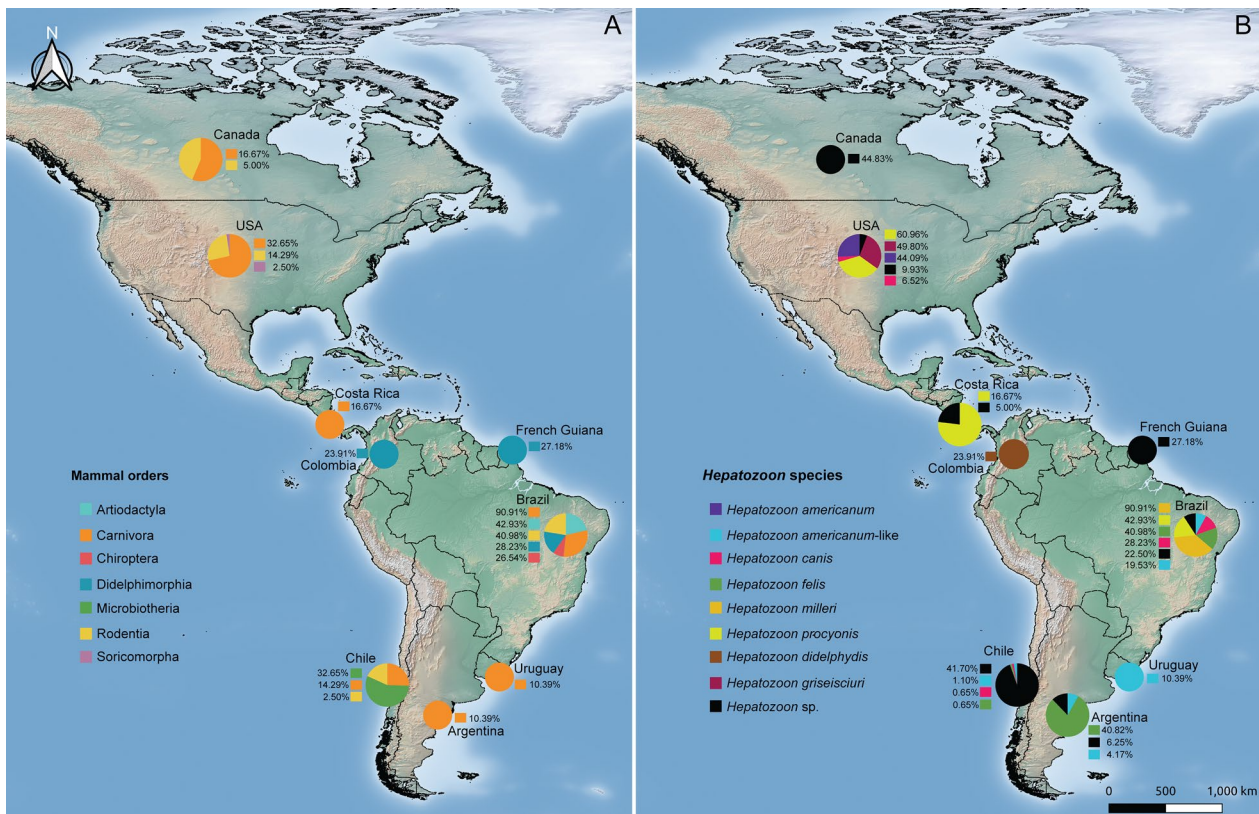 N
A
Canada
16.67%
5.00%
USA
32.65%
14.29%
2.50%
Costa Rica
16.67%
French Guiana
27.18%
23.91%
Colombia
Mammal orders
Artiodactyla
Carnivora
Chiroptera
Didelphimorphia
Microbiotheria
Rodentia
Soricomorpha
Brazil
90.91%
42.93%
40.98%
28.23%
26.54%
Chile
32.65%
14.29%
2.50%
Uruguay
10.39%
10.39%
Argentina
B
Canada
44.83%
USA
60.96%
49.80%
44.09%
9.93%
6.52%
Costa Rica
16.67%
5.00%
French Guiana
27.18%
23.91%
Colombia
Hepatozoon species
Hepatozoon americanum
Hepatozoon americanum-like
Hepatozoon canis
Hepatozoon felis
Hepatozoon milleri
Hepatozoon procyonis
Hepatozoon didelphydis
Hepatozoon griseisciuri
Hepatozoon sp.
Brazil
90.91%
42.93%
40.98%
28.23%
22.50%
19.53%
Chile
41.70%
1.10%
0.65%
0.65%
Uruguay
10.39%
Argentina
40.82%
6.25%
4.17%
0 500 1,000 km